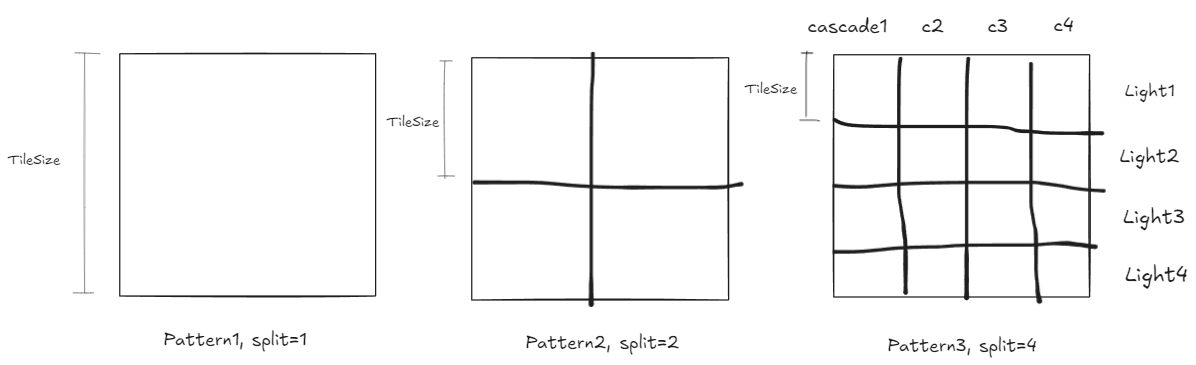 cascade1 c2 c3 c4
TileSize
Light1
TileSize
TileSize
Light2
Light3
Light4
Pattern1, split=1
Pattern2, split=2
Pattern3, split=4